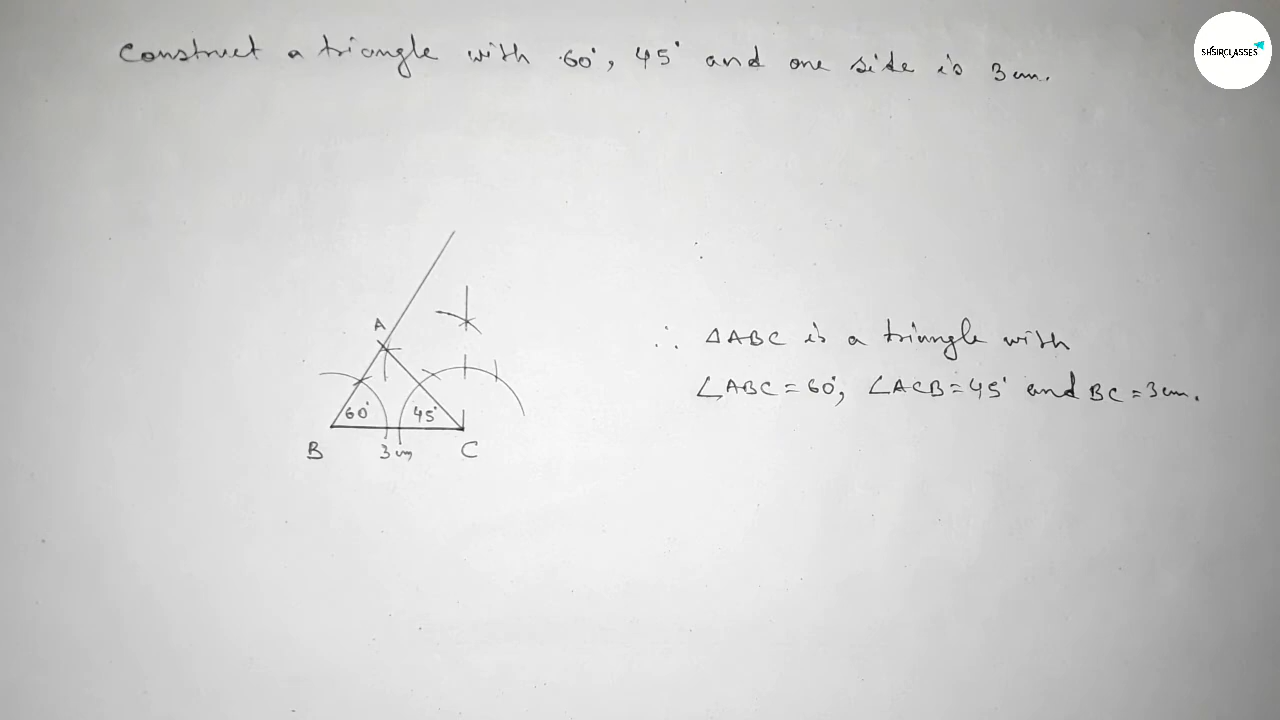 Construct a triangle with 60°, 45° and one side is 3cm.
SHSIRCLASSES
A
60° 45°
B 3cm C
∴ △ABC is a triangle with
∠ABC = 60°, ∠ACB = 45° and BC = 3cm.